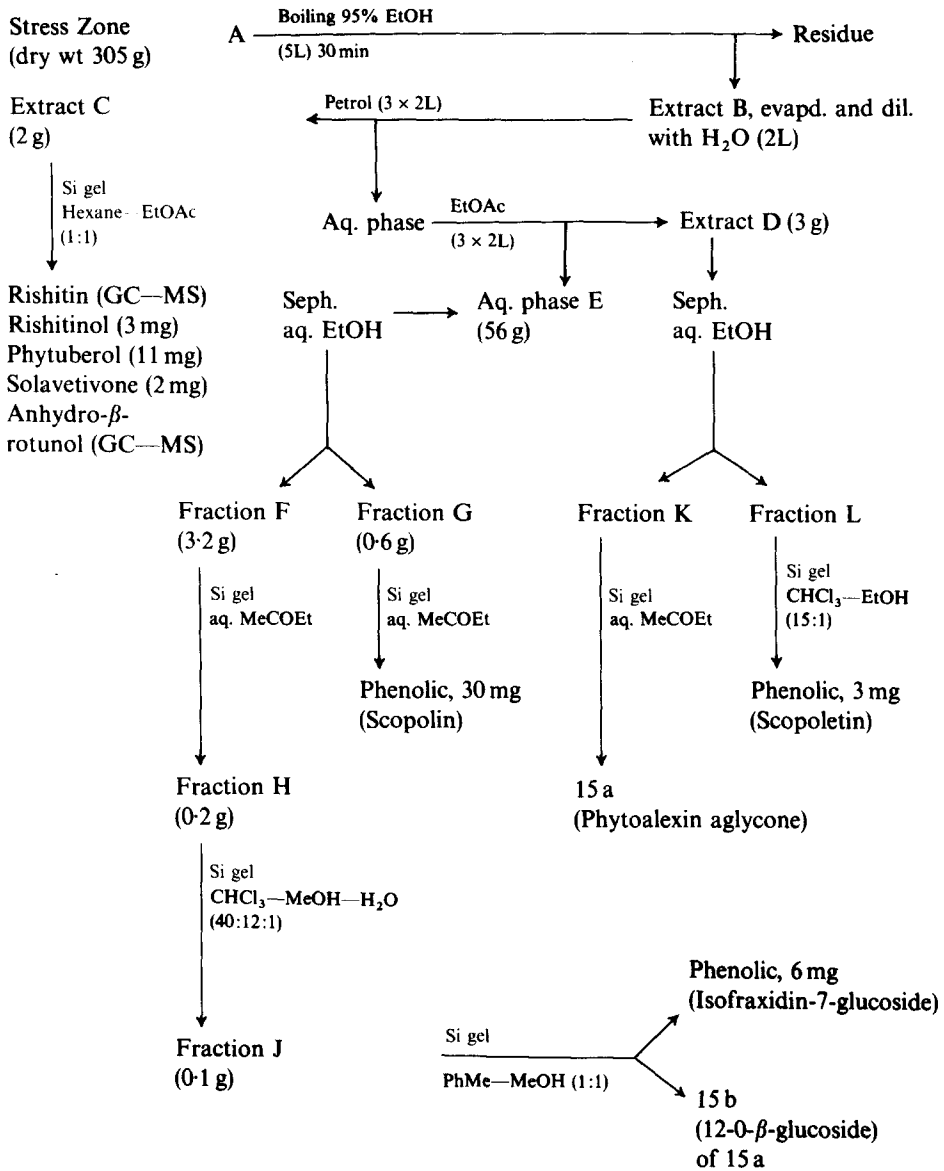 Stress Zone
(dry wt 305 g)
A
Boiling 95% EtOH
(5L) 30 min
Residue
Extract C
(2 g)
Petrol (3 × 2L)
Extract B, evapd. and dil.
with H₂O (2L)
Si gel
Hexane—EtOAc
(1:1)
Aq. phase
EtOAc
(3 × 2L)
Extract D (3 g)
Rishitin (GC—MS)
Rishitinol (3 mg)
Phytuberol (11 mg)
Solavetivone (2 mg)
Anhydro-β-
rotunol (GC—MS)
Seph.
aq. EtOH
Aq. phase E
(56 g)
Seph.
aq. EtOH
Fraction F
(3·2 g)
Fraction G
(0·6 g)
Fraction K
Fraction L
Si gel
aq. MeCOEt
Si gel
aq. MeCOEt
Si gel
aq. MeCOEt
Si gel
CHCl₃—EtOH
(15:1)
Phenolic, 30 mg
(Scopolin)
Phenolic, 3 mg
(Scopoletin)
Fraction H
(0·2 g)
15 a
(Phytoalexin aglycone)
Si gel
CHCl₃—MeOH—H₂O
(40:12:1)
Fraction J
(0·1 g)
Si gel
PhMe—MeOH (1:1)
Phenolic, 6 mg
(Isofraxidin-7-glucoside)
15 b
(12-0-β-glucoside)
of 15 a